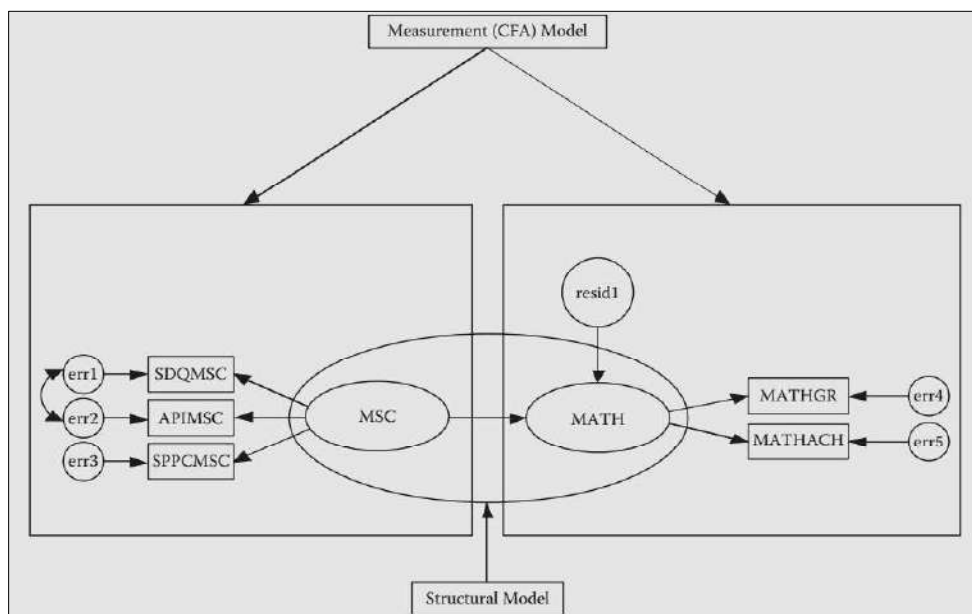 Measurement (CFA) Model
resid1
err1
SDQMSC
err2
APIMSC
err3
SPPCMSC
MSC
MATH
MATHGR
err4
MATHACH
err5
Structural Model